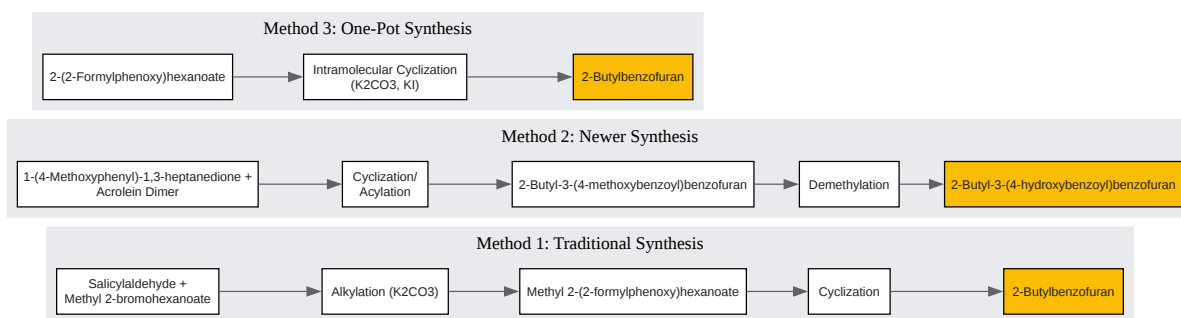 Method 3: One-Pot Synthesis
2-(2-Formylphenoxy)hexanoate
Intramolecular Cyclization
(K2CO3, KI)
2-Butylbenzofuran
Method 2: Newer Synthesis
1-(4-Methoxyphenyl)-1,3-heptanedione +
Acrolein Dimer
Cyclization/
Acylation
2-Butyl-3-(4-methoxybenzoyl)benzofuran
Demethylation
2-Butyl-3-(4-hydroxybenzoyl)benzofuran
Method 1: Traditional Synthesis
Salicylaldehyde +
Methyl 2-bromohexanoate
Alkylation (K2CO3)
Methyl 2-(2-formylphenoxy)hexanoate
Cyclization
2-Butylbenzofuran